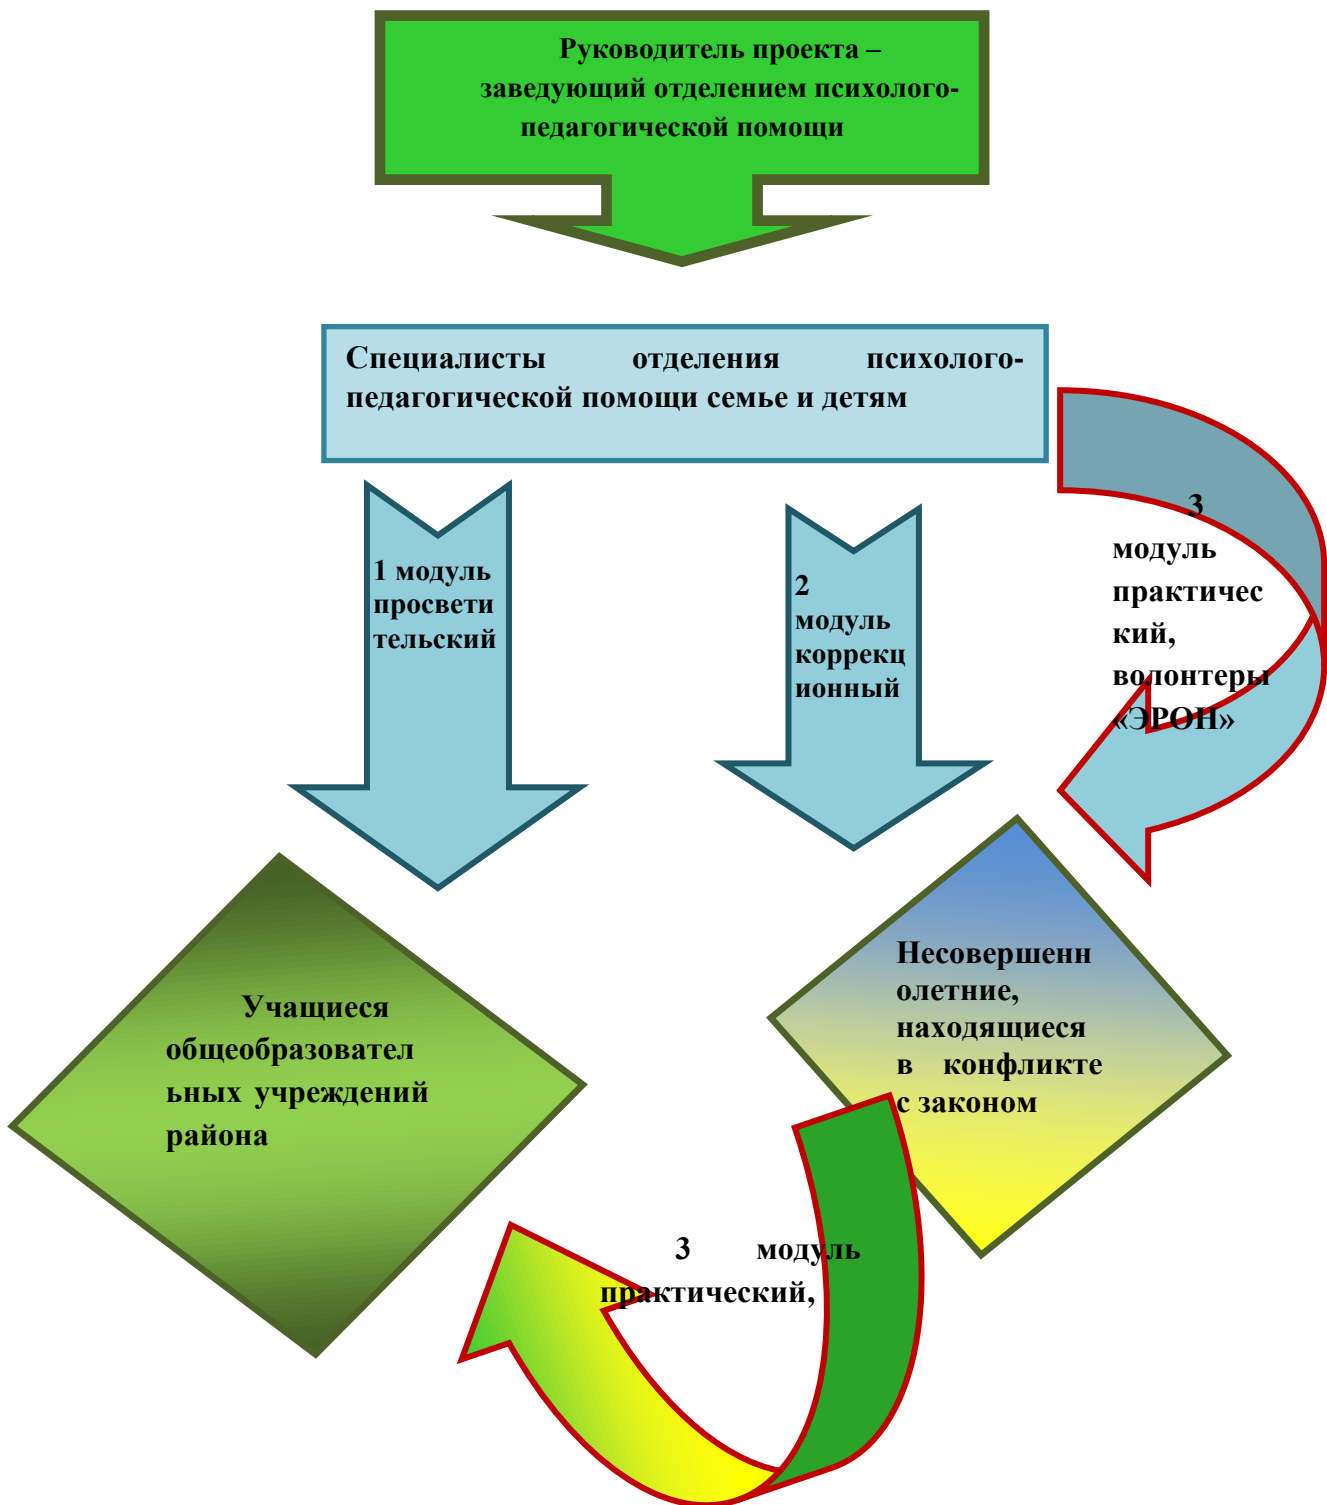 Руководитель проекта –
заведующий отделением психолого-
педагогической помощи
Специалисты отделения психолого-
педагогической помощи семье и детям
1 модуль
просвети
тельский
2
модуль
коррекц
ионный
3
модуль
практичес
кий,
волонтеры
«ЭРОН»
Учащиеся
общеобразовател
ьных учреждений
района
Несовершенн
олетние,
находящиеся
в конфликте
с законом
3 модуль
практический,